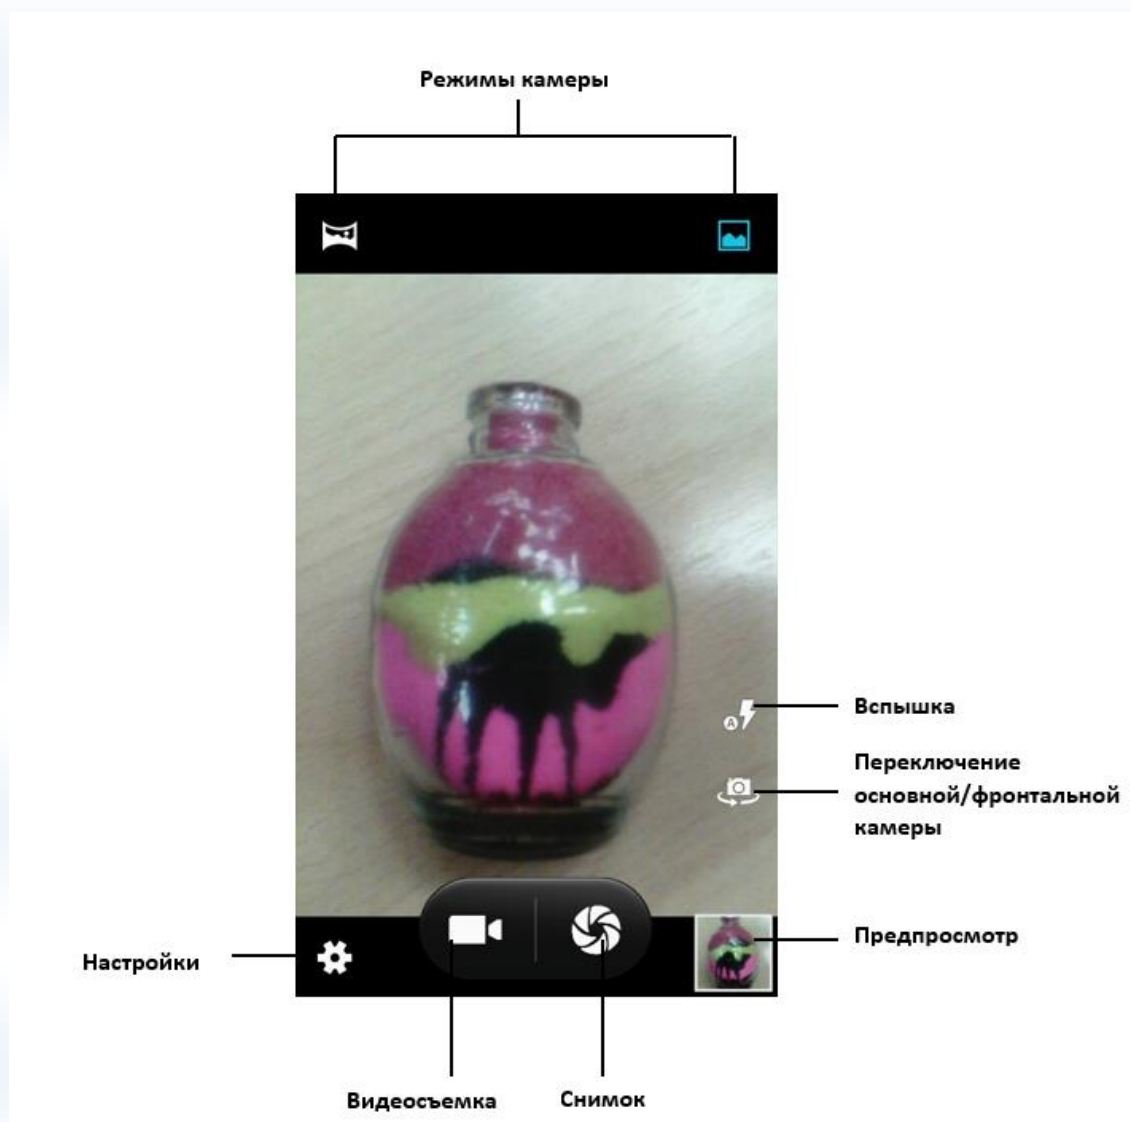 Режимы камеры
Вспышка
Переключение
основной/фронтальной
камеры
Предпросмотр
Настройки
Видеосъемка
Снимок